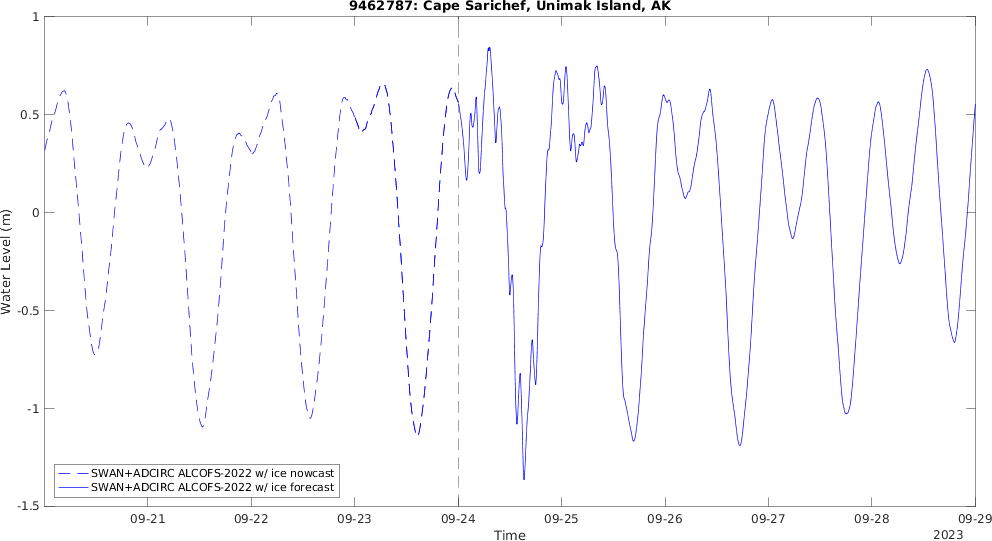 9462787: Cape Sarichef, Unimak Island, AK
1
0.5
0
-0.5
-1
-1.5
Water Level (m)
SWAN+ADCIRC ALCOFS-2022 w/ ice nowcast
SWAN+ADCIRC ALCOFS-2022 w/ ice forecast
09-21 09-22 09-23 09-24 09-25 09-26 09-27 09-28 09-29
Time
2023